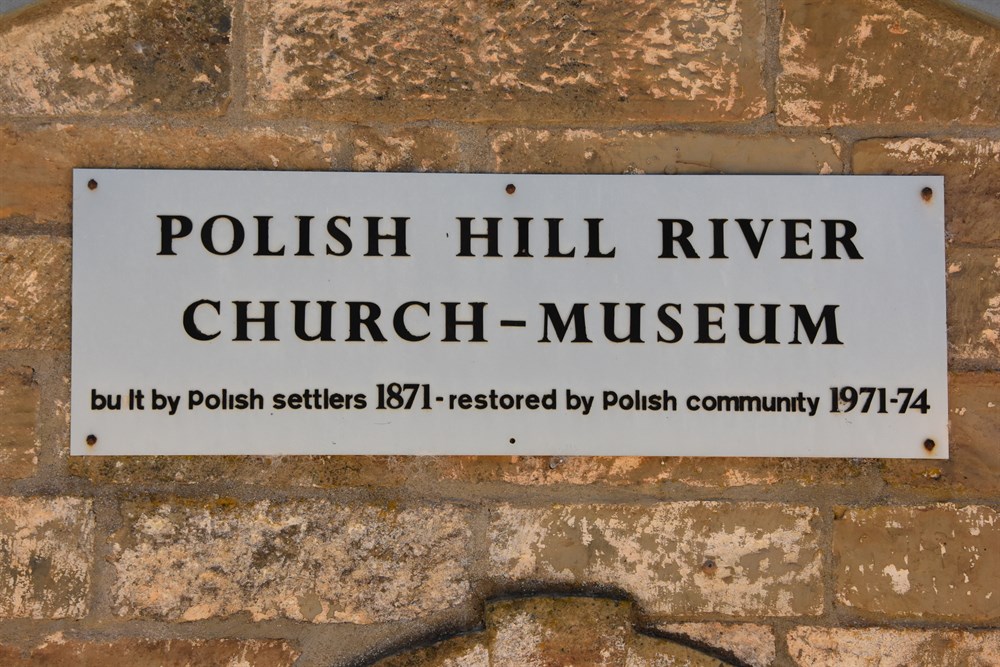 POLISH HILL RIVER
CHURCH-MUSEUM
bu lt by Polish settlers 1871-restored by Polish community 1971-74